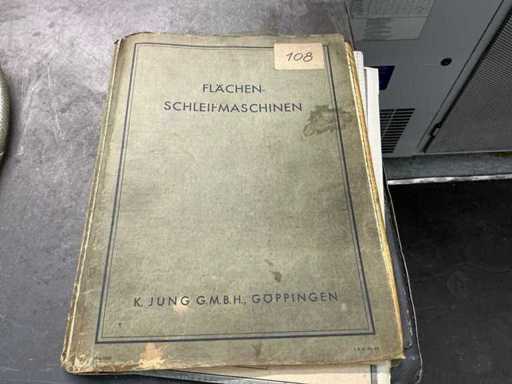 108
FLÄCHEN-
SCHLEIFMASCHINEN
K. JUNG G.M.B.H., GÖPPINGEN